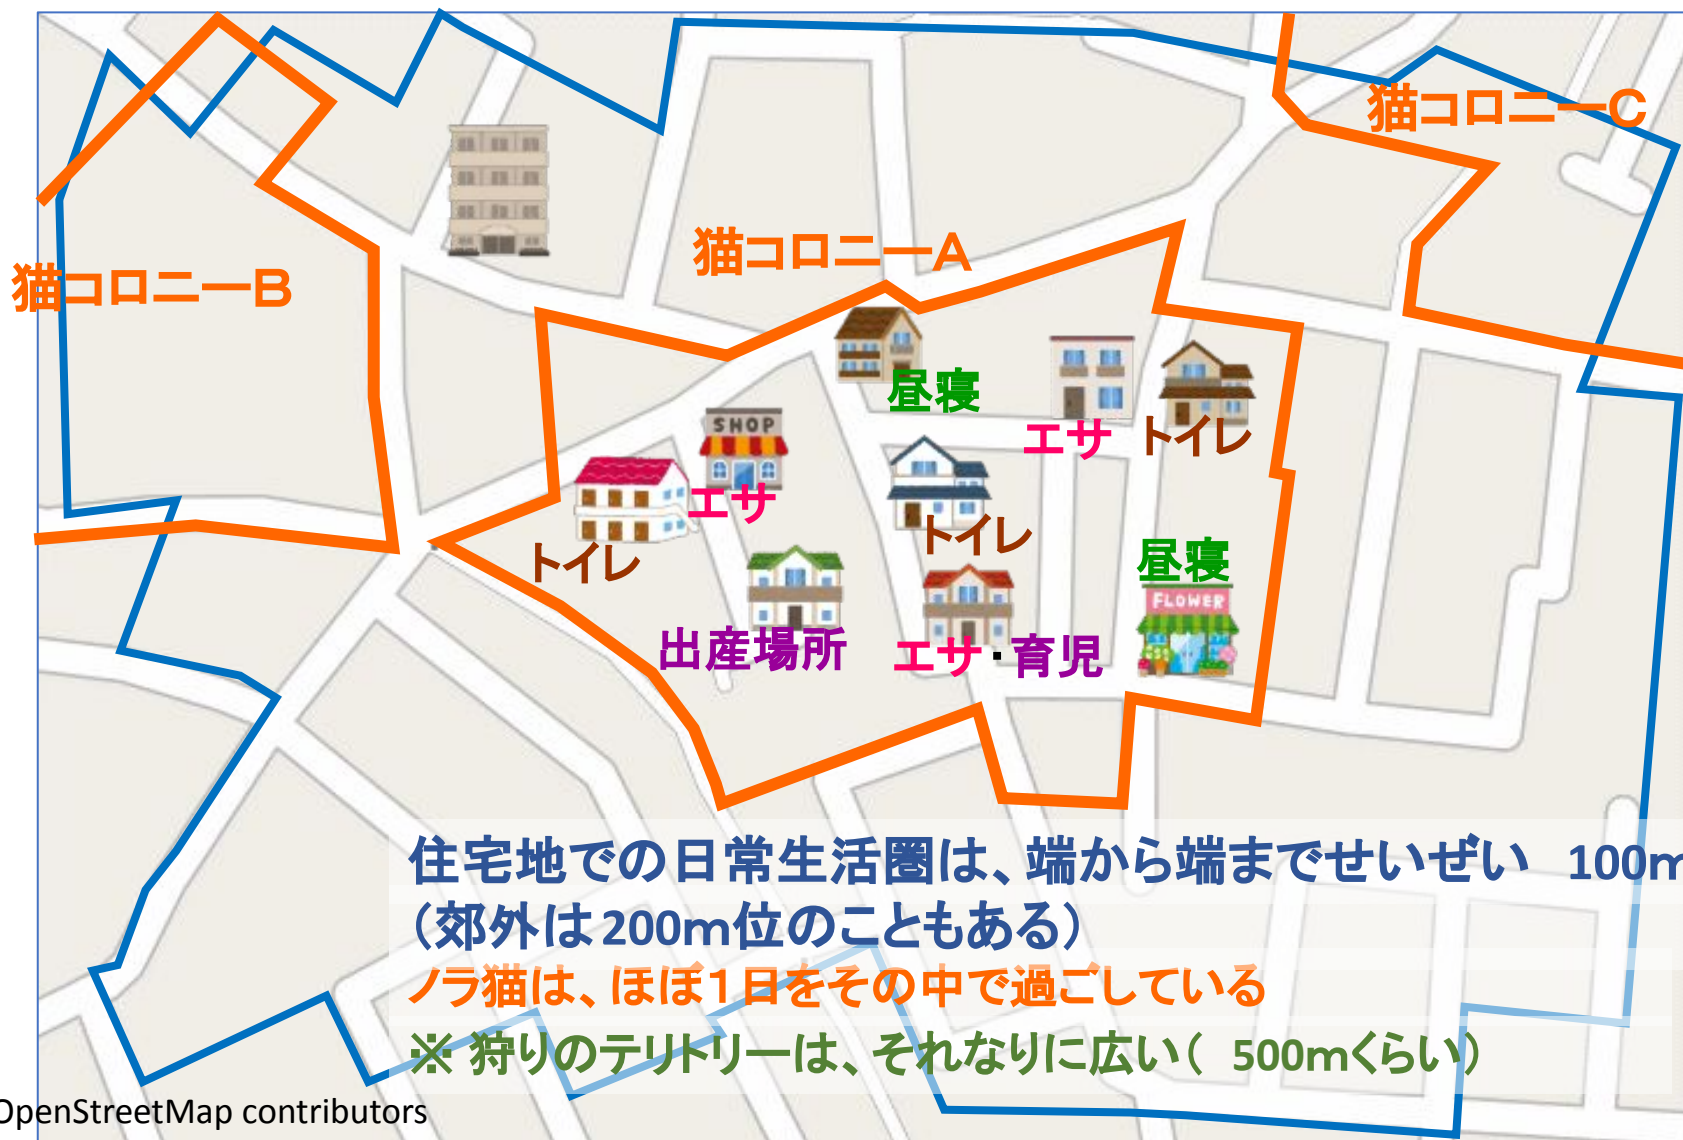 猫コロニーC
猫コロニーA
猫コロニーB
昼寝
エサ
トイレ
SHOP
エサ
トイレ
トイレ
昼寝
FLOWER
出産場所
エサ・育児
住宅地での日常生活圏は、端から端までせいぜい 100m
（郊外は200m位のこともある）
ノラ猫は、ほぼ1日をその中で過ごしている
※ 狩りのテリトリーは、それなりに広い（ 500mくらい）
OpenStreetMap contributors